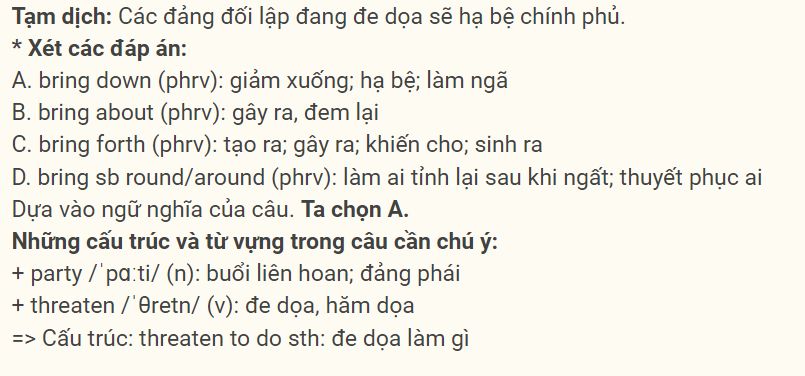 Tạm dịch: Các đảng đối lập đang đe dọa sẽ hạ bệ chính phủ.
* Xét các đáp án:
A. bring down (phrv): giảm xuống; hạ bệ; làm ngã
B. bring about (phrv): gây ra, đem lại
C. bring forth (phrv): tạo ra; gây ra; khiến cho; sinh ra
D. bring sb round/around (phrv): làm ai tỉnh lại sau khi ngất; thuyết phục ai
Dựa vào ngữ nghĩa của câu. Ta chọn A.
Những cấu trúc và từ vựng trong câu cần chú ý:
+ party /ˈpɑːti/ (n): buổi liên hoan; đảng phái
+ threaten /ˈθretn/ (v): đe dọa, hăm dọa
=> Cấu trúc: threaten to do sth: đe dọa làm gì